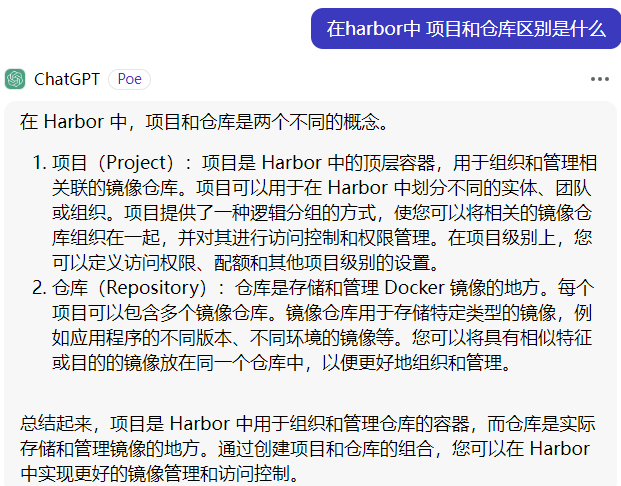 在harbor中 项目和仓库区别是什么
ChatGPT Poe
在 Harbor 中，项目和仓库是两个不同的概念。
1. 项目（Project）：项目是 Harbor 中的顶层容器，用于组织和管理相
关联的镜像仓库。项目可以用于在 Harbor 中划分不同的实体、团队
或组织。项目提供了一种逻辑分组的方式，使您可以将相关的镜像仓
库组织在一起，并对其进行访问控制和权限管理。在项目级别上，您
可以定义访问权限、配额和其他项目级别的设置。
2. 仓库（Repository）：仓库是存储和管理 Docker 镜像的地方。每个
项目可以包含多个镜像仓库。镜像仓库用于存储特定类型的镜像，例
如应用程序的不同版本、不同环境的镜像等。您可以将具有相似特征
或目的的镜像放在同一个仓库中，以便更好地组织和管理。
总结起来，项目是 Harbor 中用于组织和管理仓库的容器，而仓库是实际
存储和管理镜像的地方。通过创建项目和仓库的组合，您可以在 Harbor
中实现更好的镜像管理和访问控制。